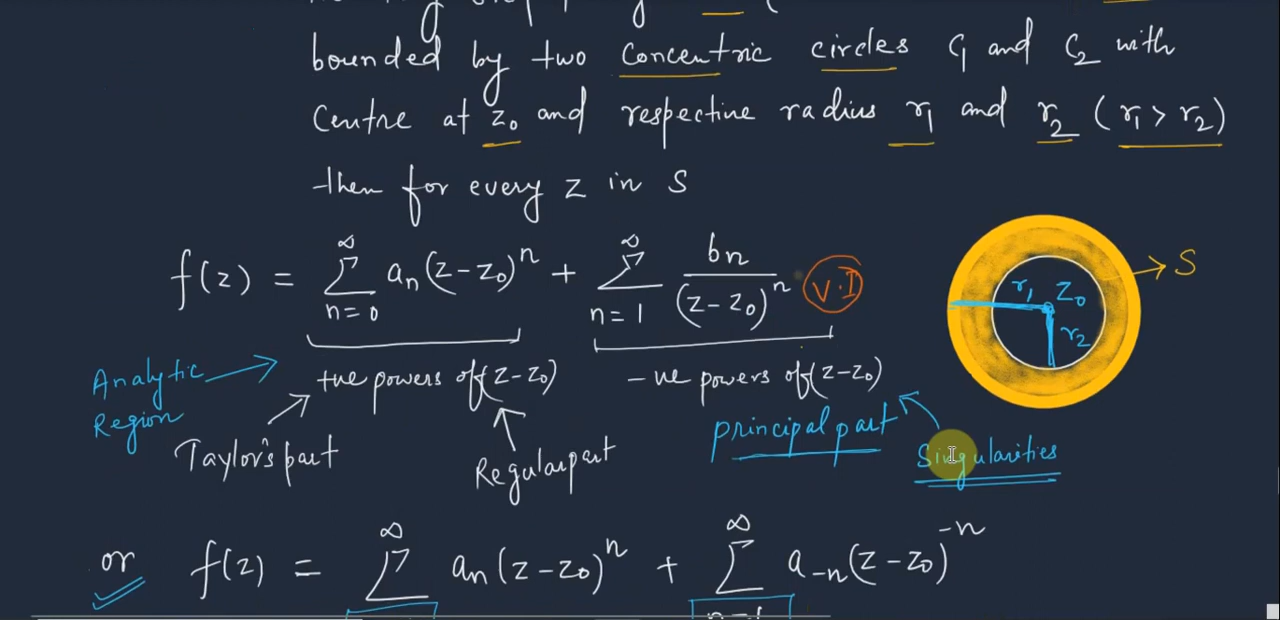 bounded by two concentric circles C1 and C2 with
Centre at z₀ and respective radius r₁ and r₂ (r₁ > r₂)
then for every z in S
f(z) = ∞ Σ n=0 aₙ(z-z₀)ⁿ + ∞ Σ n=1 bₙ/(z-z₀)ⁿ V.I
S
r₁ z₀
r₂
Analytic Region
+ve powers of (z-z₀)
-ve powers of (z-z₀)
Taylor's part
Regular part
principal part
Singularities
or f(z) = ∞ Σ aₙ(z-z₀)ⁿ + ∞ Σ a₋ₙ(z-z₀)⁻ⁿ